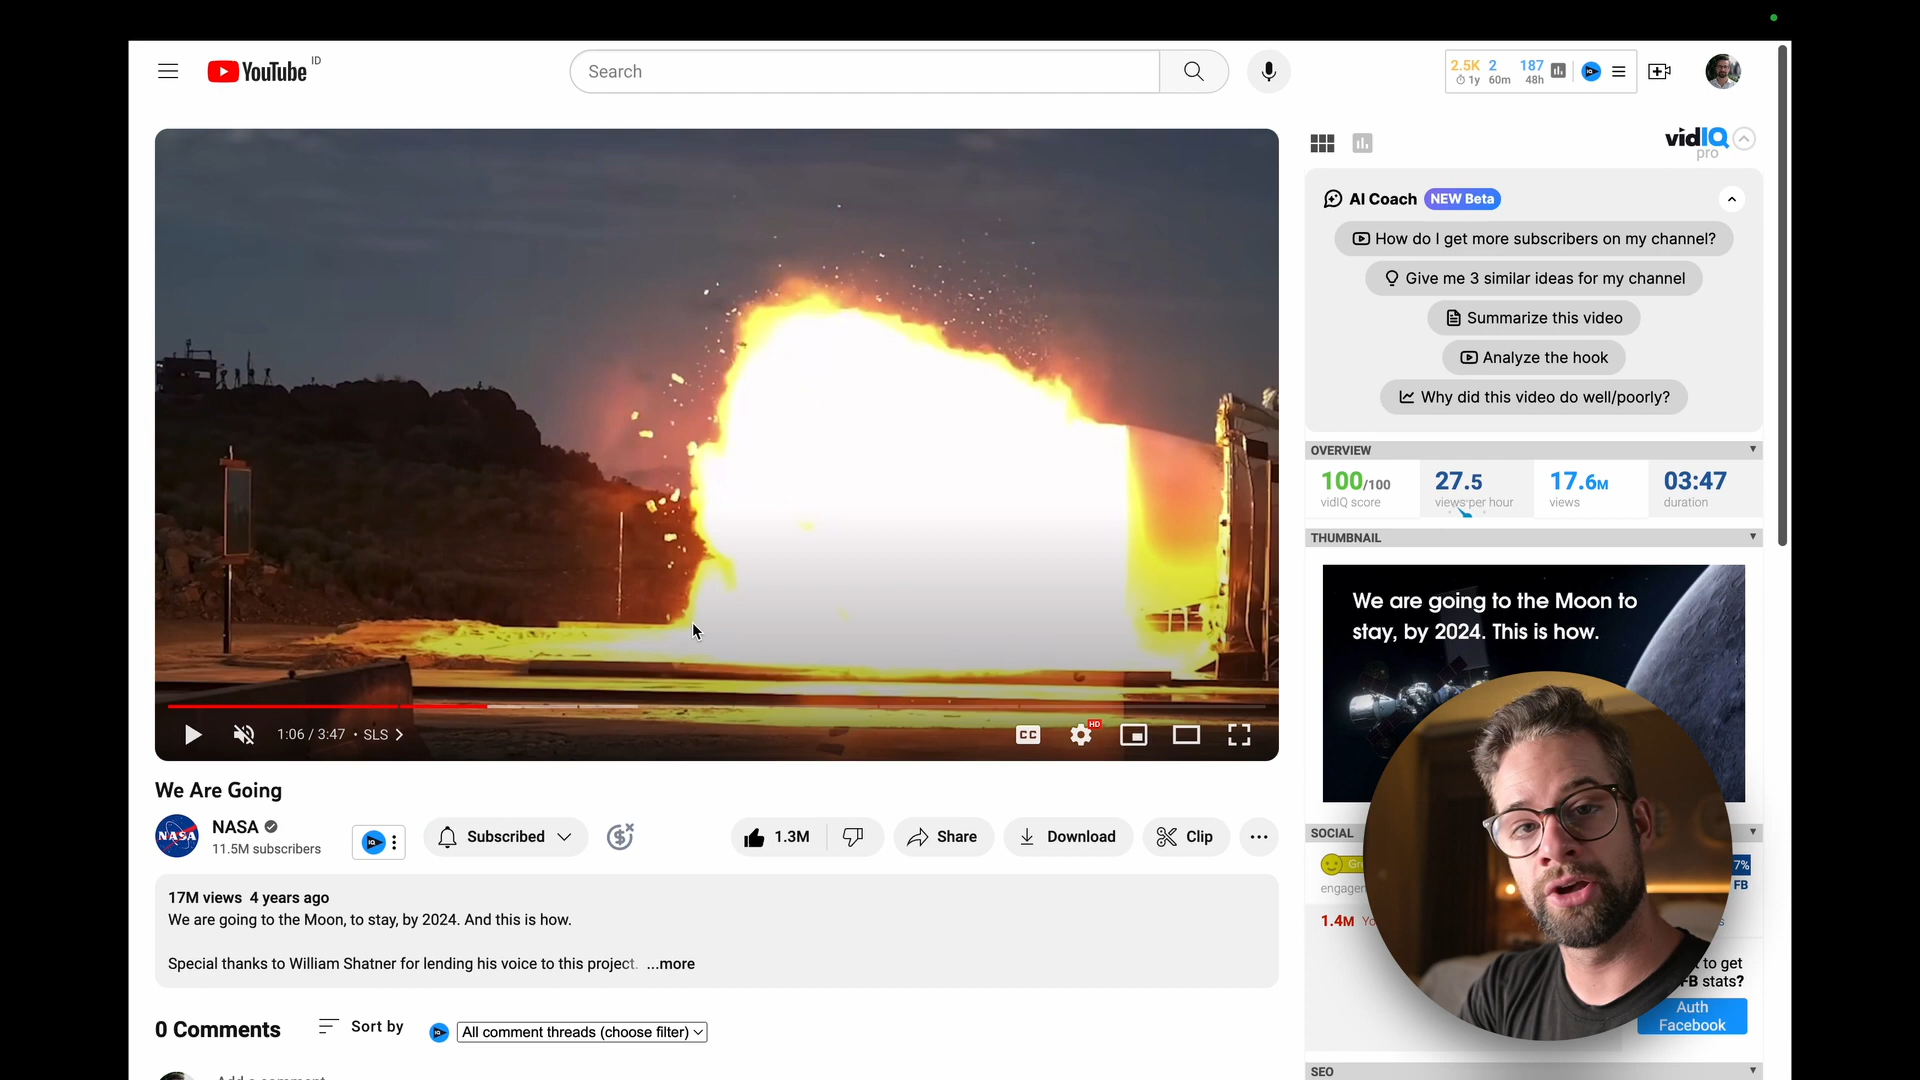 YouTube ID
Search
2.5K 2 187
1y 60m 48h
vidIQ
pro
AI Coach NEW Beta
How do I get more subscribers on my channel?
Give me 3 similar ideas for my channel
Summarize this video
Analyze the hook
Why did this video do well/poorly?
OVERVIEW
100/100 27.5 17.6M 03:47
vidIQ score views per hour views duration
THUMBNAIL
We are going to the Moon to
stay, by 2024. This is how.
1:06 / 3:47 • SLS
CC
HD
We Are Going
NASA
NASA
11.5M subscribers
Subscribed
1.3M
Share
Download
Clip
17M views 4 years ago
We are going to the Moon, to stay, by 2024. And this is how.
Special thanks to William Shatner for lending his voice to this project. ...more
0 Comments
Sort by
All comment threads (choose filter)
SOCIAL
7%
FB
1.4M
to get
FB stats?
Auth
Facebook
SEO